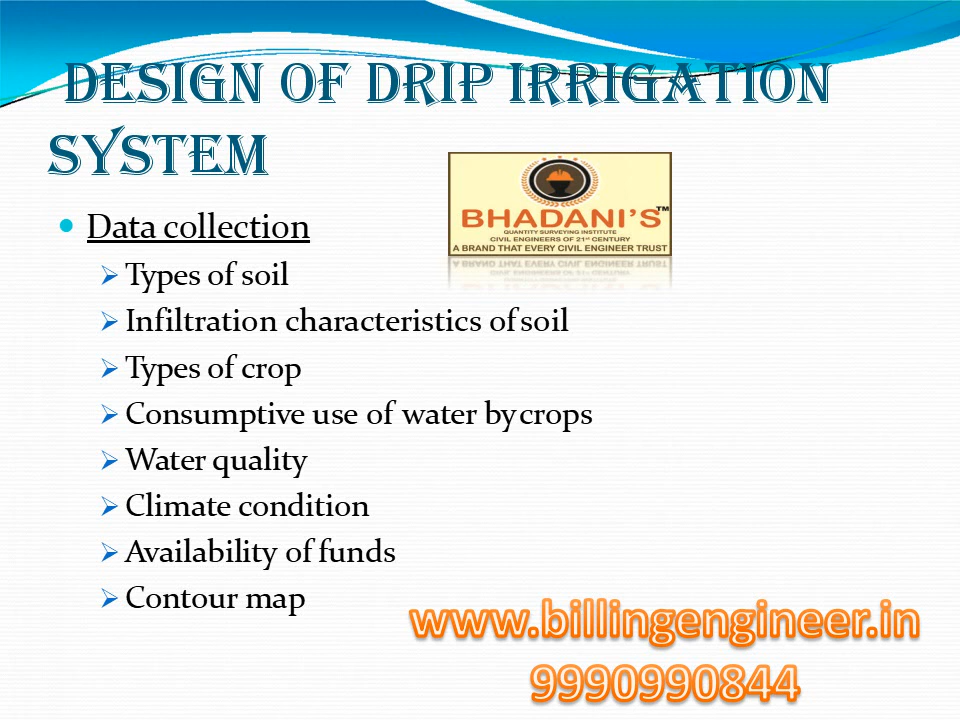 DESIGN OF DRIP IRRIGATION
SYSTEM
BHADANI'S™
QUANTITY SURVEYING INSTITUTE
CIVIL ENGINEERS OF 21ST CENTURY
A BRAND THAT EVERY CIVIL ENGINEER TRUST
Data collection
Types of soil
Infiltration characteristics of soil
Types of crop
Consumptive use of water by crops
Water quality
Climate condition
Availability of funds
Contour map
www.billingengineer.in
9990990844